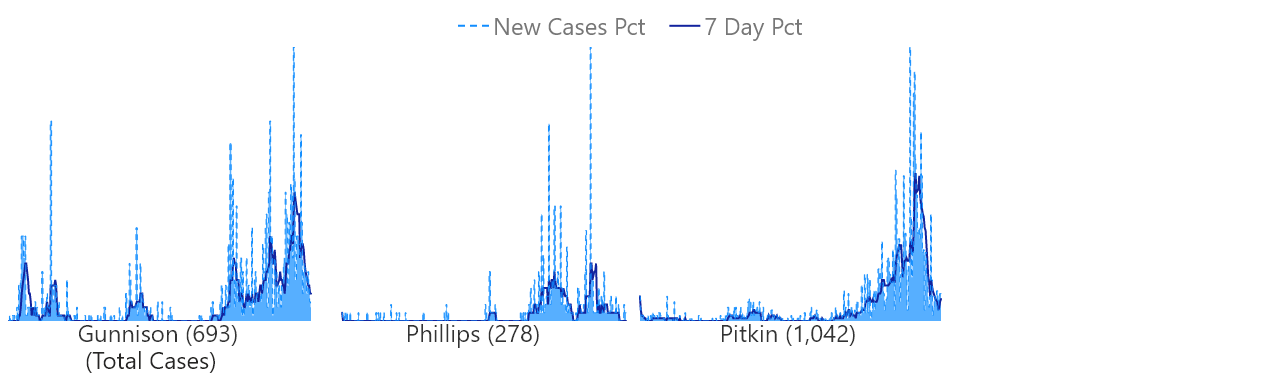 New Cases Pct 7 Day Pct
Gunnison (693) Phillips (278) Pitkin (1,042)
(Total Cases)